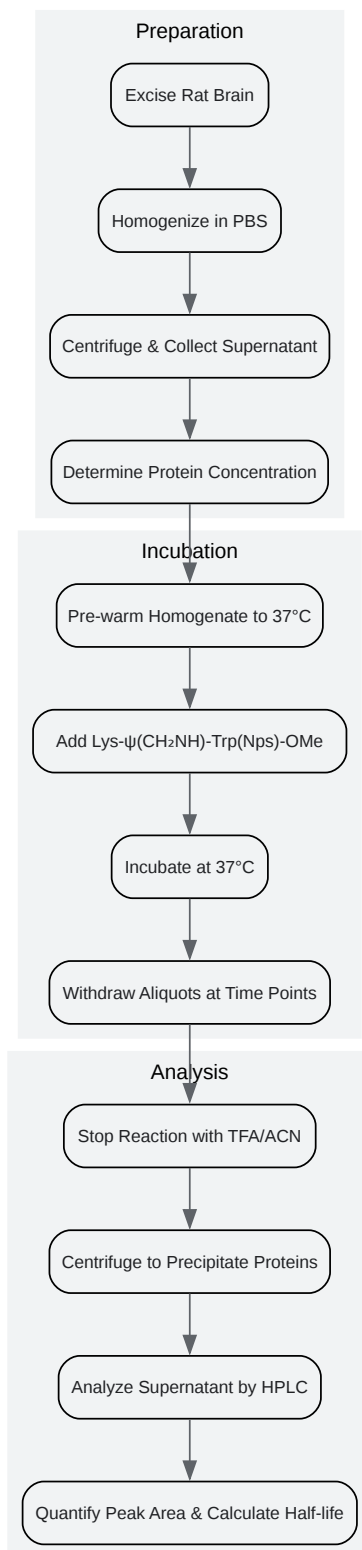 Preparation
Excise Rat Brain
Homogenize in PBS
Centrifuge & Collect Supernatant
Determine Protein Concentration
Incubation
Pre-warm Homogenate to 37°C
Add Lys-ψ(CH₂NH)-Trp(Nps)-OMe
Incubate at 37°C
Withdraw Aliquots at Time Points
Analysis
Stop Reaction with TFA/ACN
Centrifuge to Precipitate Proteins
Analyze Supernatant by HPLC
Quantify Peak Area & Calculate Half-life